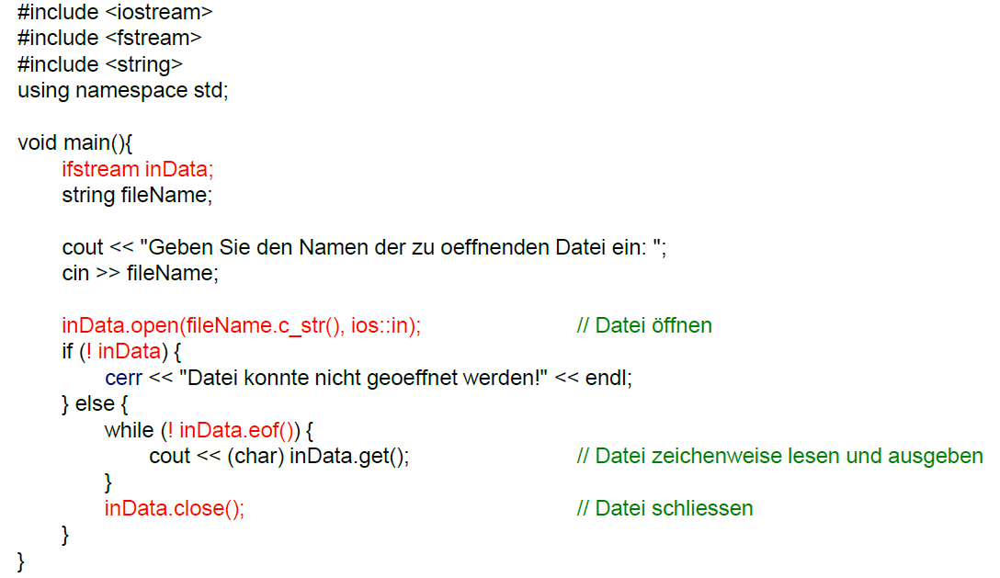 #include <iostream>
#include <fstream>
#include <string>
using namespace std;
void main(){
ifstream inData;
string fileName;
cout << "Geben Sie den Namen der zu oeffnenden Datei ein: ";
cin >> fileName;
inData.open(fileName.c_str(), ios::in); // Datei öffnen
if (! inData) {
cerr << "Datei konnte nicht geoeffnet werden!" << endl;
} else {
while (! inData.eof()) {
cout << (char) inData.get(); // Datei zeichenweise lesen und ausgeben
}
inData.close(); // Datei schliessen
}
}